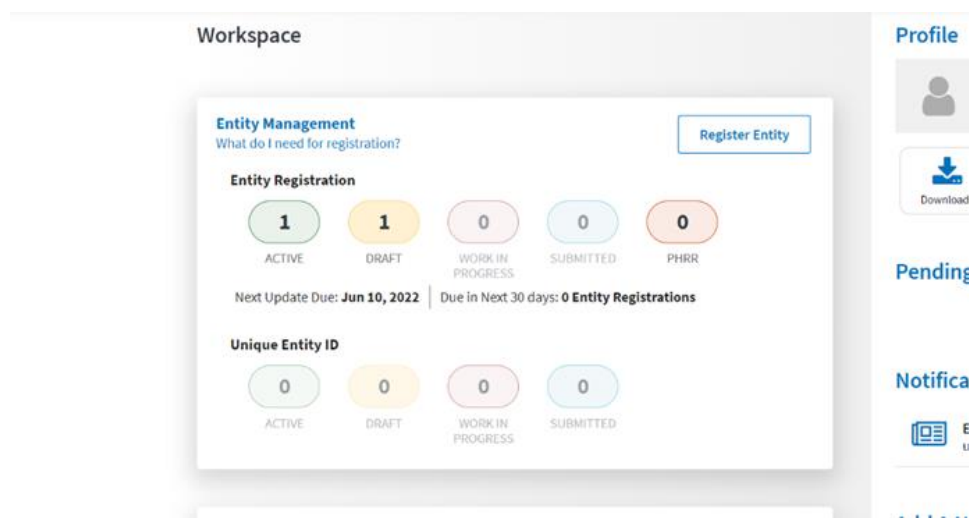 Workspace
Profile
Entity Management
What do I need for registration?
Register Entity
Entity Registration
1 1 0 0 0
ACTIVE DRAFT WORK IN PROGRESS SUBMITTED PHRR
Download
Next Update Due: Jun 10, 2022 Due in Next 30 days: 0 Entity Registrations
Pending
Unique Entity ID
0 0 0 0
ACTIVE DRAFT WORK IN PROGRESS SUBMITTED
Notifica
E
u